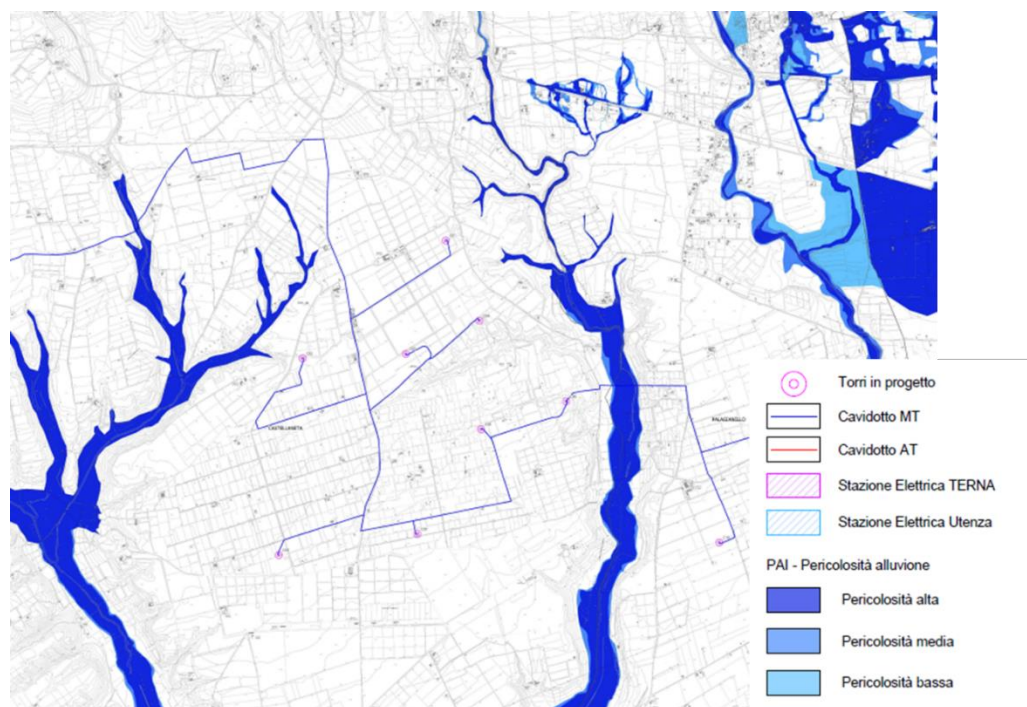 CASTELLANETA
PALAGIANELLO
Torri in progetto
Cavidotto MT
Cavidotto AT
Stazione Elettrica TERNA
Stazione Elettrica Utenza
PAI - Pericolosità alluvione
Pericolosità alta
Pericolosità media
Pericolosità bassa